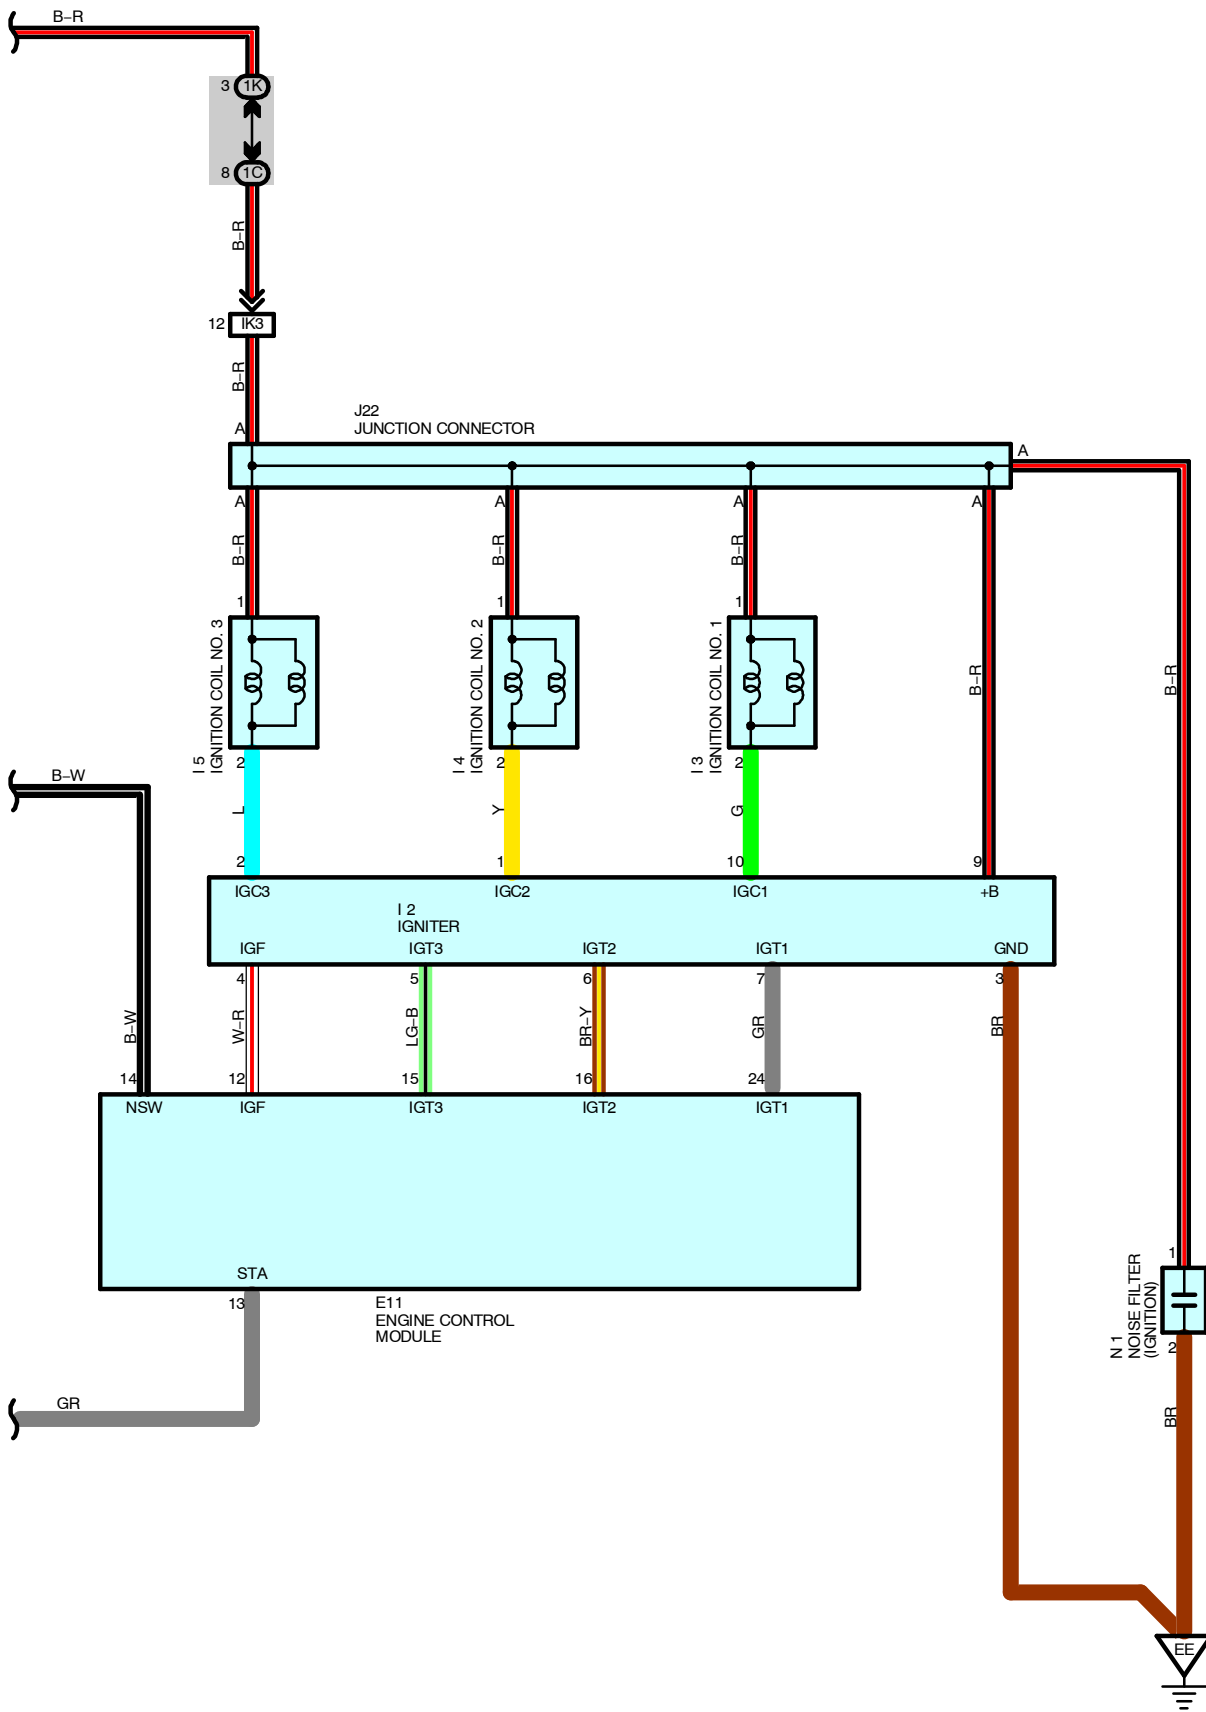 B–R
3 1K
8 1C
B–R
12 IK3
B–R
J22
JUNCTION CONNECTOR
A
A
A A A A
B–R B–R B–R
1 1 1
I 5
IGNITION COIL NO. 3
I 4
IGNITION COIL NO. 2
I 3
IGNITION COIL NO. 1
B–R
B–R
2 2 2
B–W
L Y G
2 1 10 9
IGC3 IGC2 IGC1 +B
I 2
IGNITER
IGF IGT3 IGT2 IGT1 GND
4 5 6 7 3
B–W W–R LG–B BR–Y GR BR
14 12 15 16 24
NSW IGF IGT3 IGT2 IGT1
STA
13
E11
ENGINE CONTROL
MODULE
1
N 1
NOISE FILTER
(IGNITION)
2
GR
BR
EE